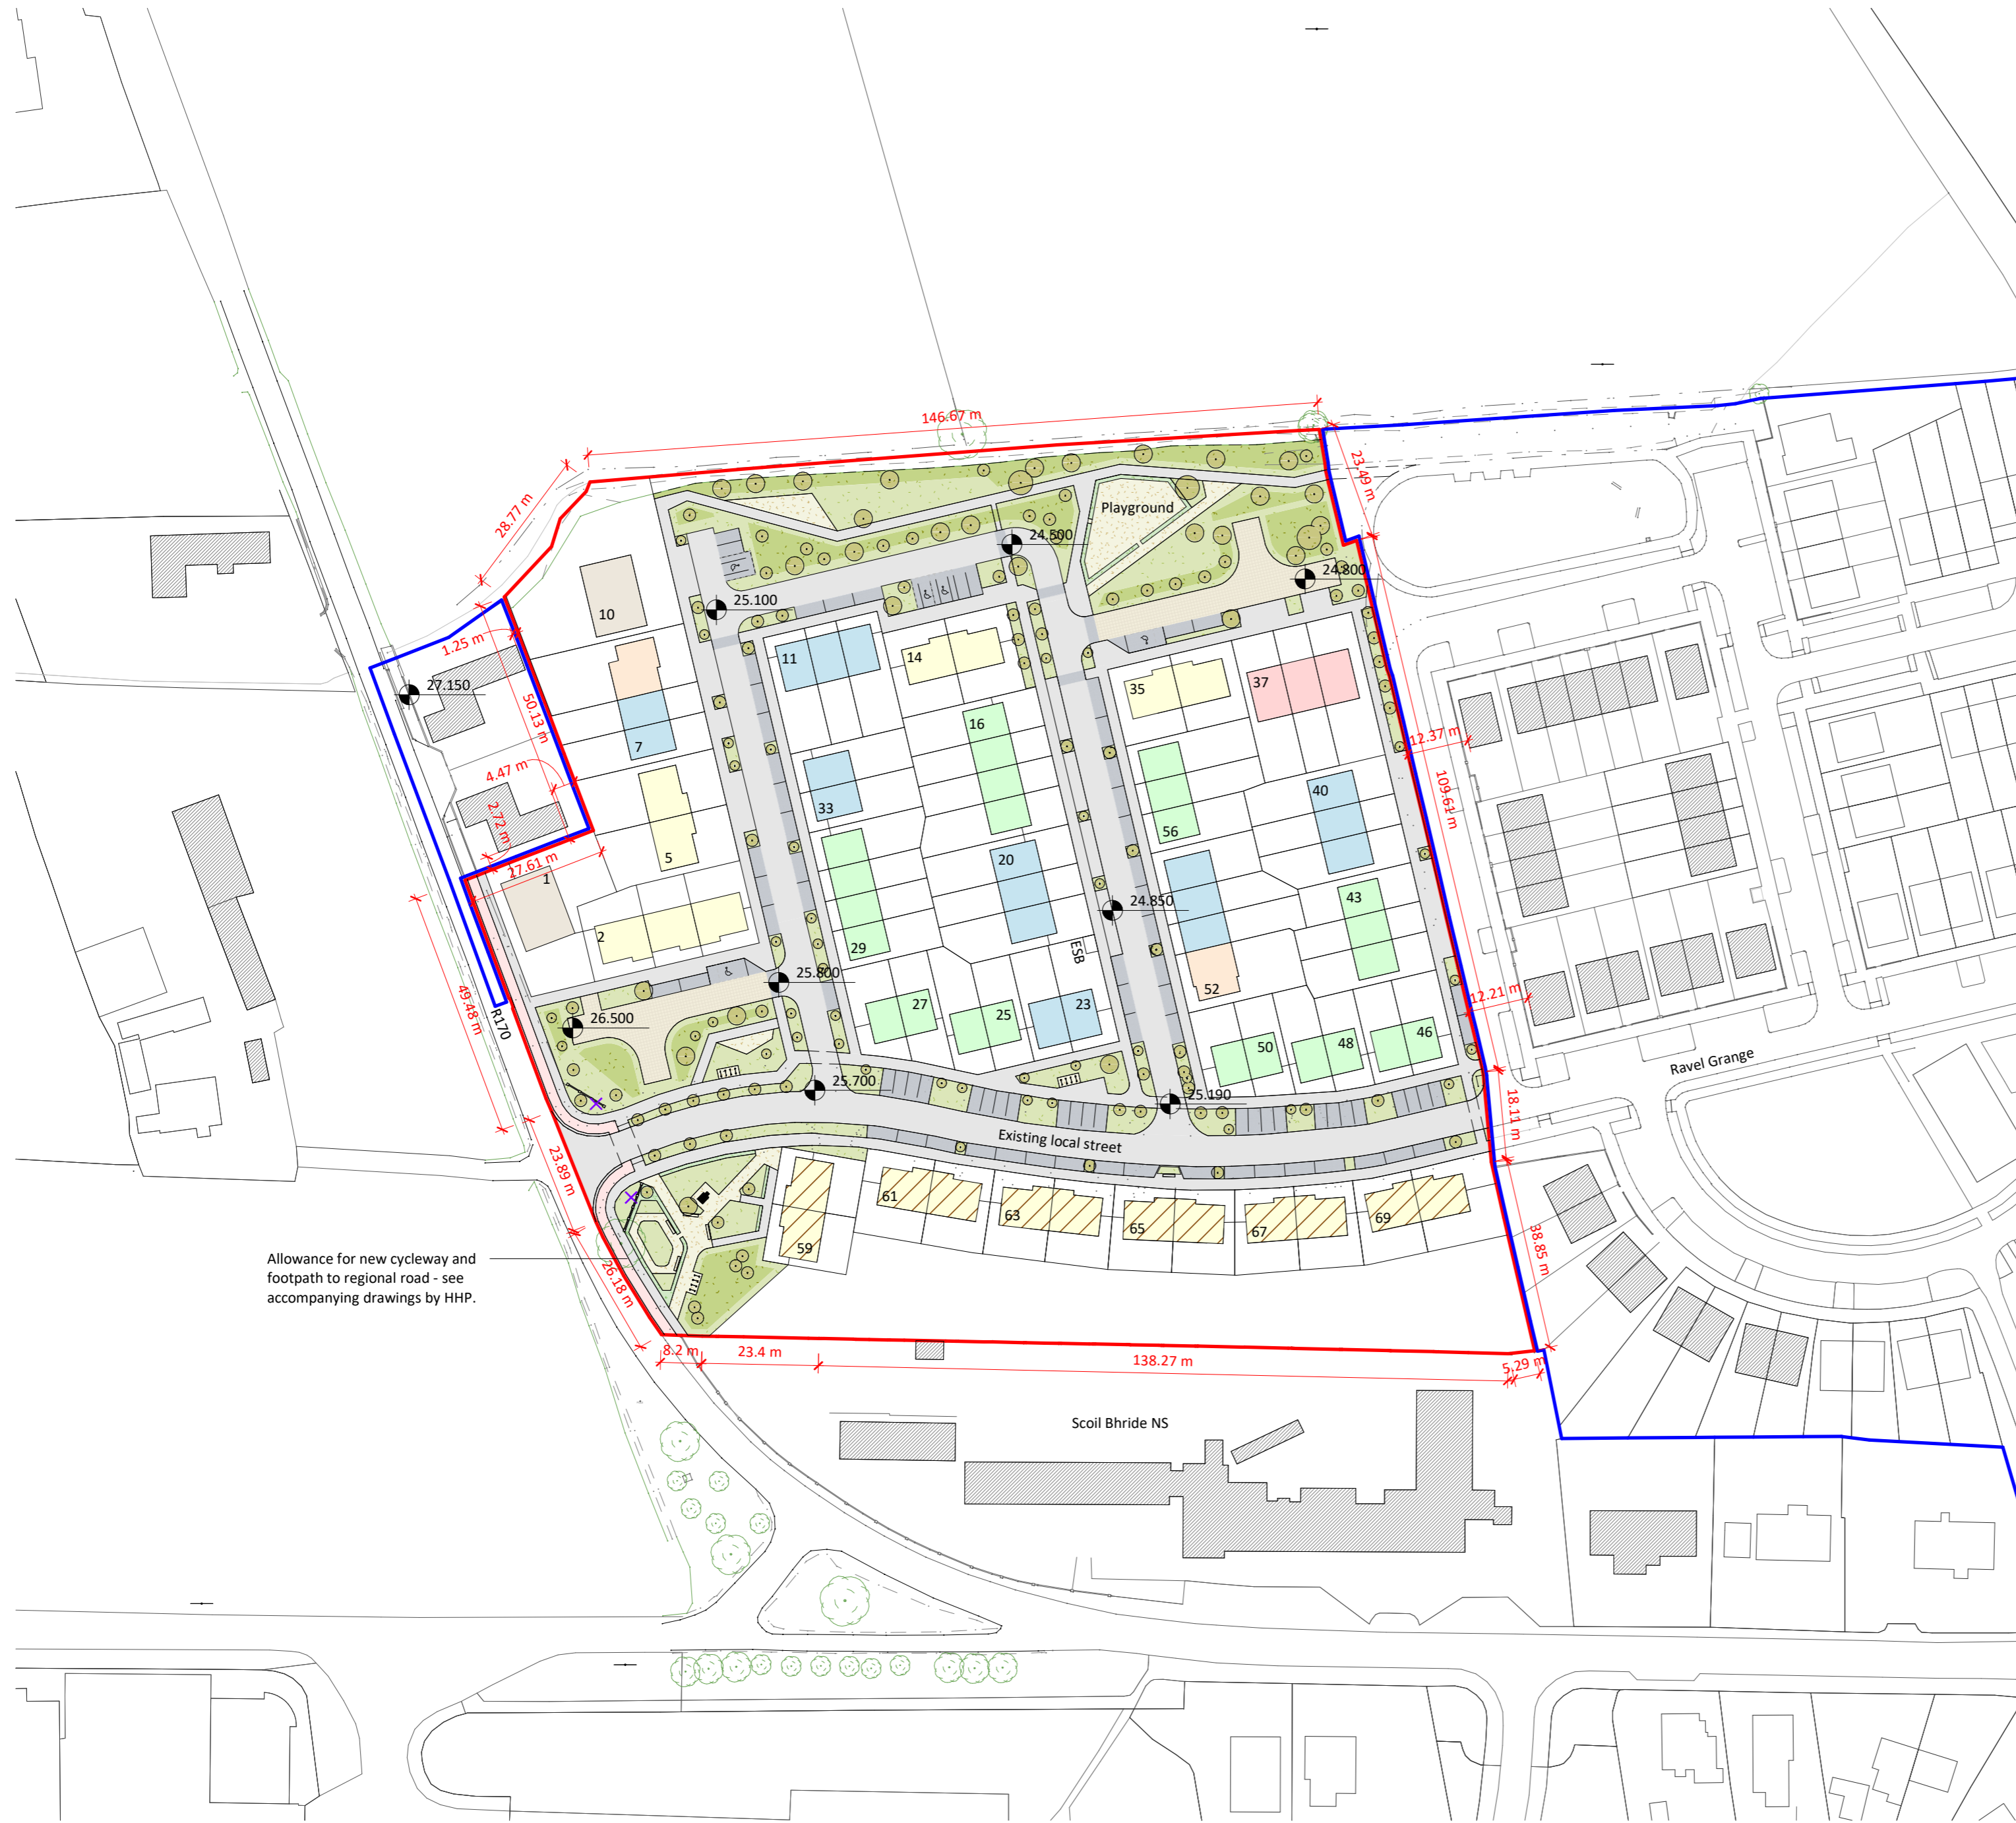 146.67 m
28.77 m
23.49 m
Playground
24.500
24.800
25.100
10
1.25 m
27.150
50.13 m
11
14
35
37
7
16
12.37 m
4.47 m
33
40
109.61 m
2.72 m
56
5
27.61 m
1
20
43
2
29
24.850
ESB
49.48 m
25.800
52
12.21 m
R170
26.500
27
25
23
50
48
46
Ravel Grange
25.700
25.190
18.11 m
Existing local street
23.89 m
61
63
65
67
69
59
38.85 m
Allowance for new cycleway and
footpath to regional road - see
accompanying drawings by HHP.
26.18 m
8.2 m
23.4 m
138.27 m
5.29 m
Scoil Bhride NS